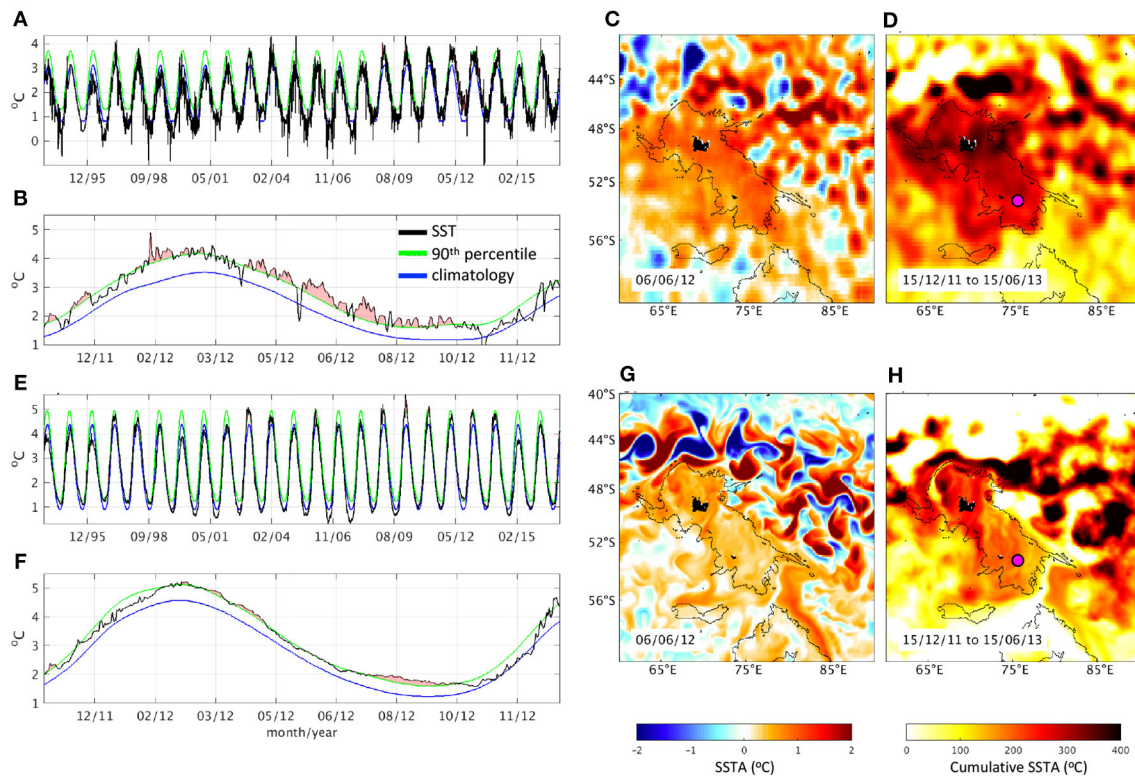 A
°C
4
3
2
1
0
12/95 09/98 05/01 02/04 11/06 08/09 05/12 02/15
B
°C
5
4
3
2
1
SST
90th percentile
climatology
12/11 02/12 03/12 05/12 06/12 08/12 10/12 11/12
C
44°S
48°S
52°S
56°S
06/06/12
65°E 75°E 85°E
D
15/12/11 to 15/06/13
65°E 75°E 85°E
E
°C
5
4
3
2
1
12/95 09/98 05/01 02/04 11/06 08/09 05/12 02/15
F
°C
5
4
3
2
1
12/11 02/12 03/12 05/12 06/12 08/12 10/12 11/12
month/year
G
40°S
44°S
48°S
52°S
56°S
06/06/12
65°E 75°E 85°E
H
15/12/11 to 15/06/13
65°E 75°E 85°E
−2 −1 0 1 2
SSTA (°C)
0 100 200 300 400
Cumulative SSTA (°C)